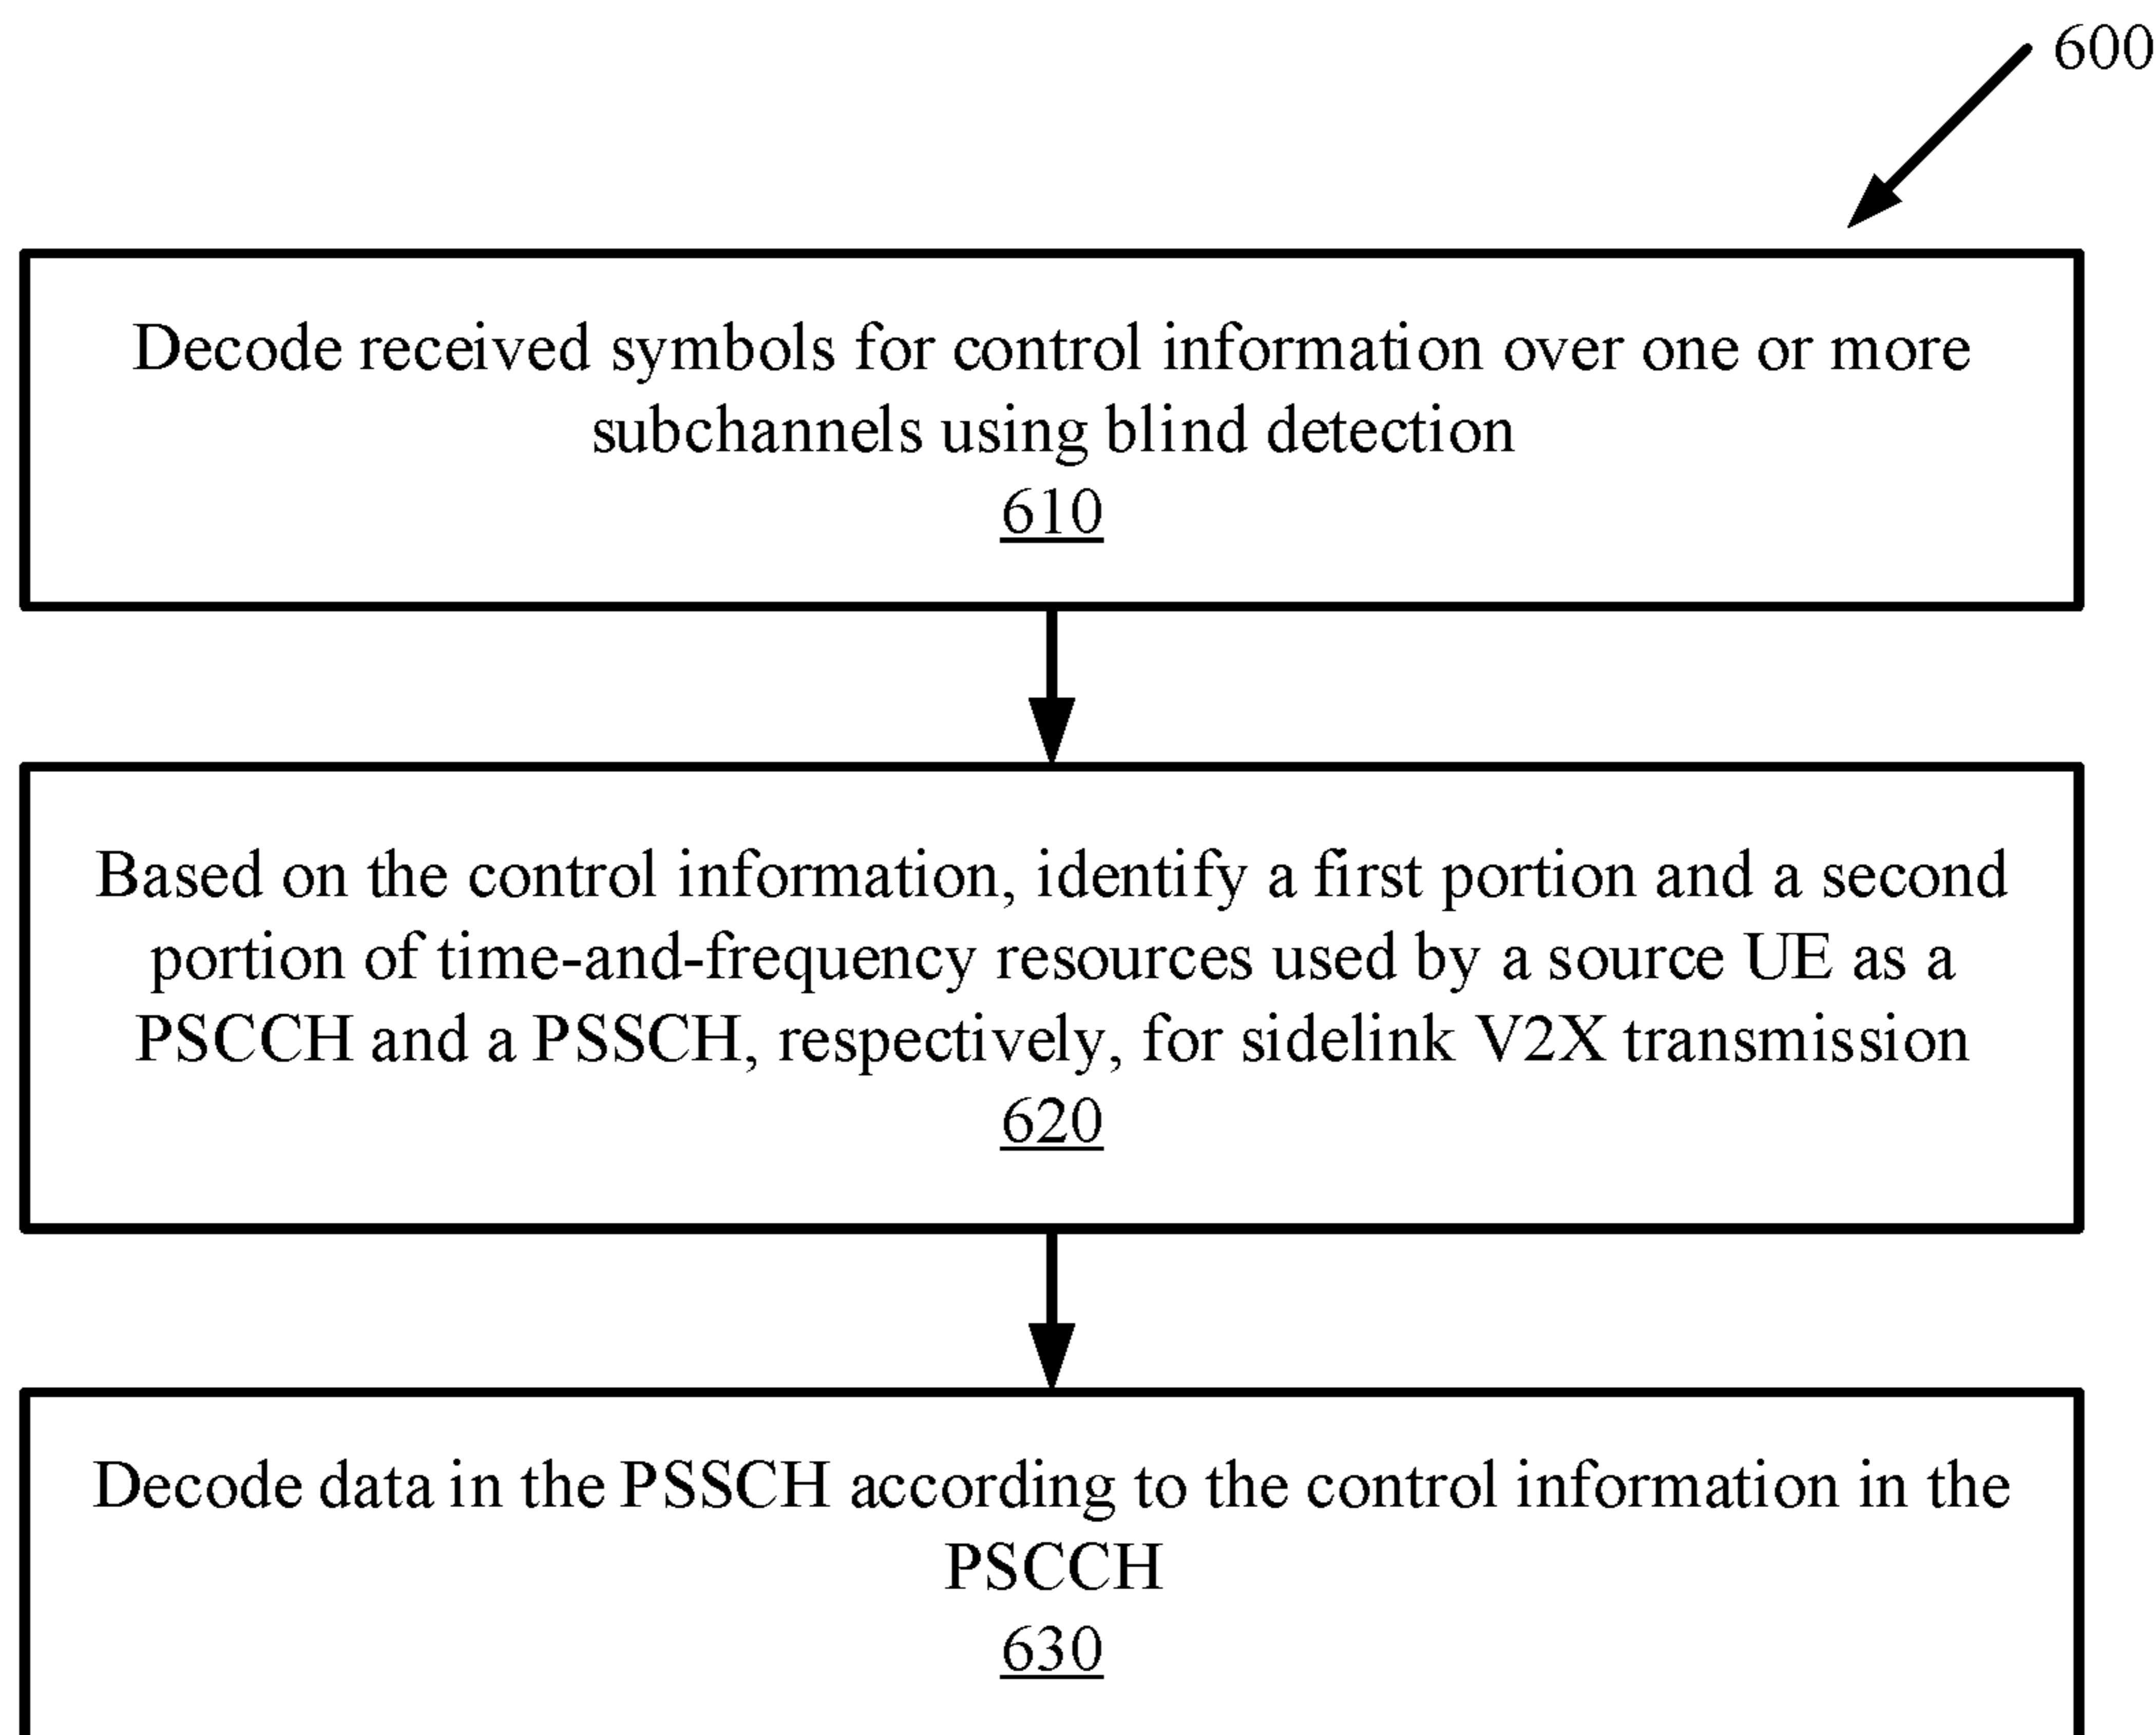 600
Decode received symbols for control information over one or more
subchannels using blind detection
610
Based on the control information, identify a first portion and a second
portion of time-and-frequency resources used by a source UE as a
PSCCH and a PSSCH, respectively, for sidelink V2X transmission
620
Decode data in the PSSCH according to the control information in the
PSCCH
630